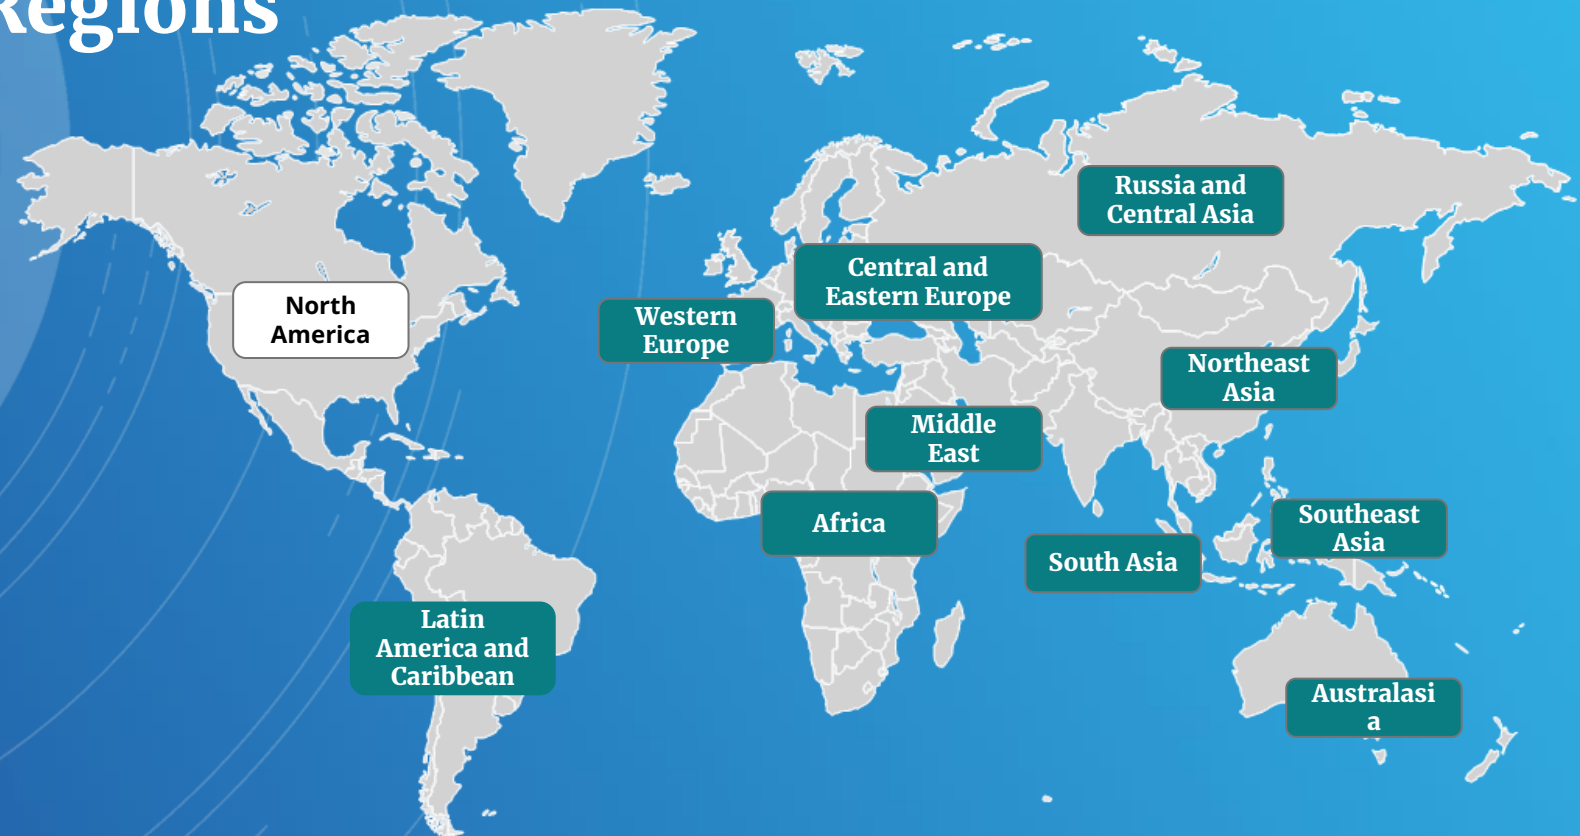 Regions
Russia and
Central Asia
Central and
Eastern Europe
North
America
Western
Europe
Northeast
Asia
Middle
East
Africa
Southeast
Asia
South Asia
Latin
America and
Caribbean
Australasi
a